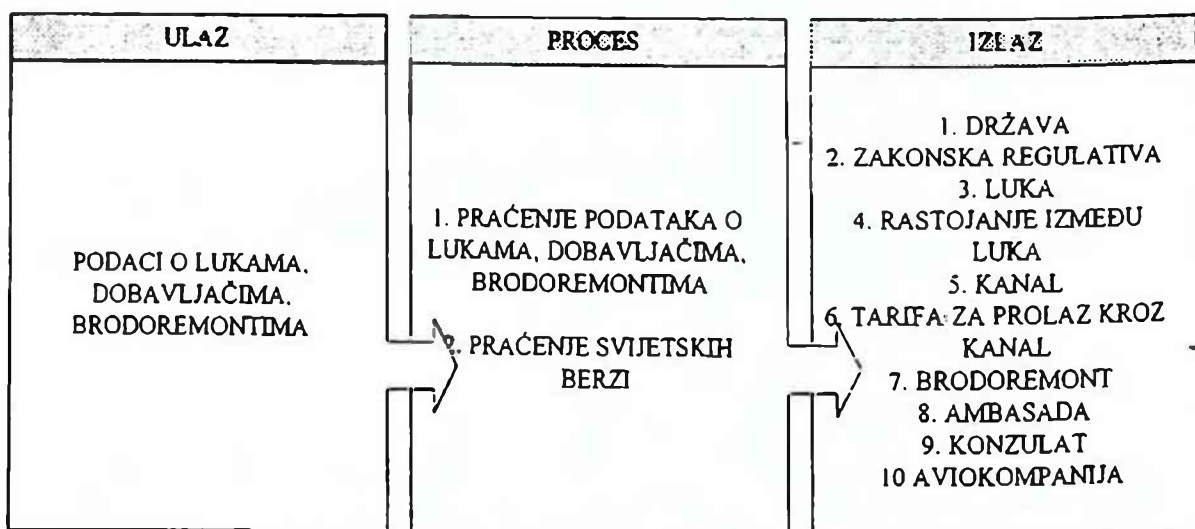 ULAZ
PODACI O LUKAMA,
DOBAVLJAČIMA,
BRODOREMONTIMA
PROCES
1. PRAĆENJE PODATAKA O
LUKAMA, DOBAVLJAČIMA,
BRODOREMONTIMA
2. PRAĆENJE SVIJETSKIH
BERZI
IZLAZ
1. DRŽAVA
2. ZAKONSKA REGULATIVA
3. LUKA
4. RASTOJANJE IZMEĐU
LUKA
5. KANAL
6. TARIFA ZA PROLAZ KROZ
KANAL
7. BRODOREMONT
8. AMBASADA
9. KONZULAT
10 AVIOKOMPANIJA